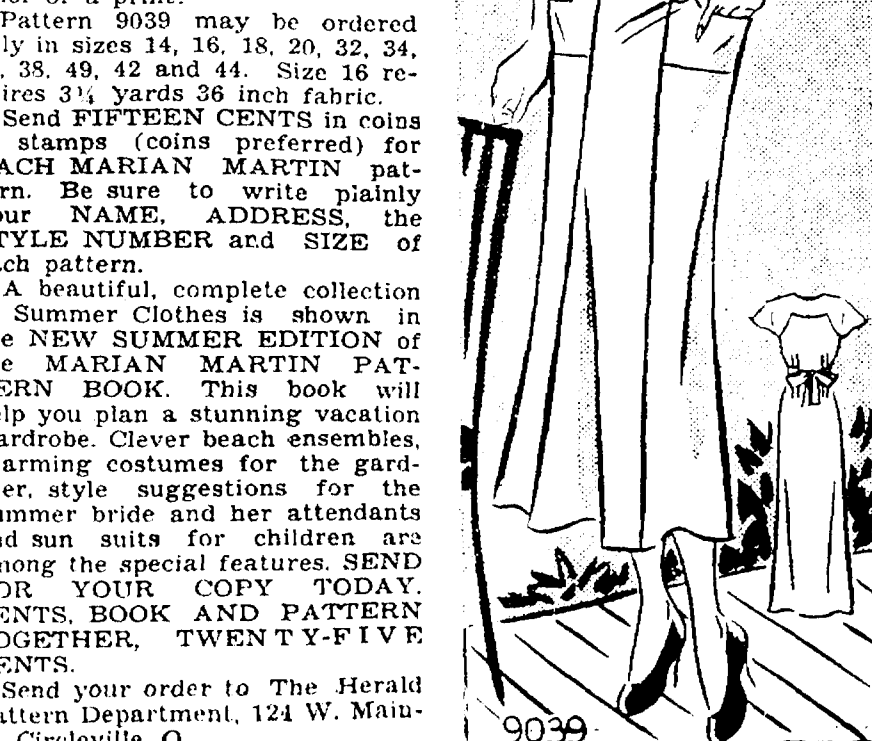 or of a print.
Pattern 9039 may be ordered
ly in sizes 14, 16, 18, 20, 32, 34,
, 38, 49, 42 and 44. Size 16 re-
ires 3¼ yards 36 inch fabric.
Send FIFTEEN CENTS in coins
stamps (coins preferred) for
ACH MARIAN MARTIN pat-
rn. Be sure to write plainly
our NAME, ADDRESS, the
TYLE NUMBER and SIZE of
ch pattern.
A beautiful, complete collection
Summer Clothes is shown in
e NEW SUMMER EDITION of
e MARIAN MARTIN PAT-
ERN BOOK. This book will
elp you plan a stunning vacation
ardrobe. Clever beach ensembles,
arming costumes for the gard-
er, style suggestions for the
ummer bride and her attendants
nd sun suits for children are
mong the special features. SEND
OR YOUR COPY TODAY.
ENTS, BOOK AND PATTERN
OGETHER, TWENTY-FIVE
ENTS.
Send your order to The Herald
attern Department, 124 W. Main-
Circleville, O.
9039